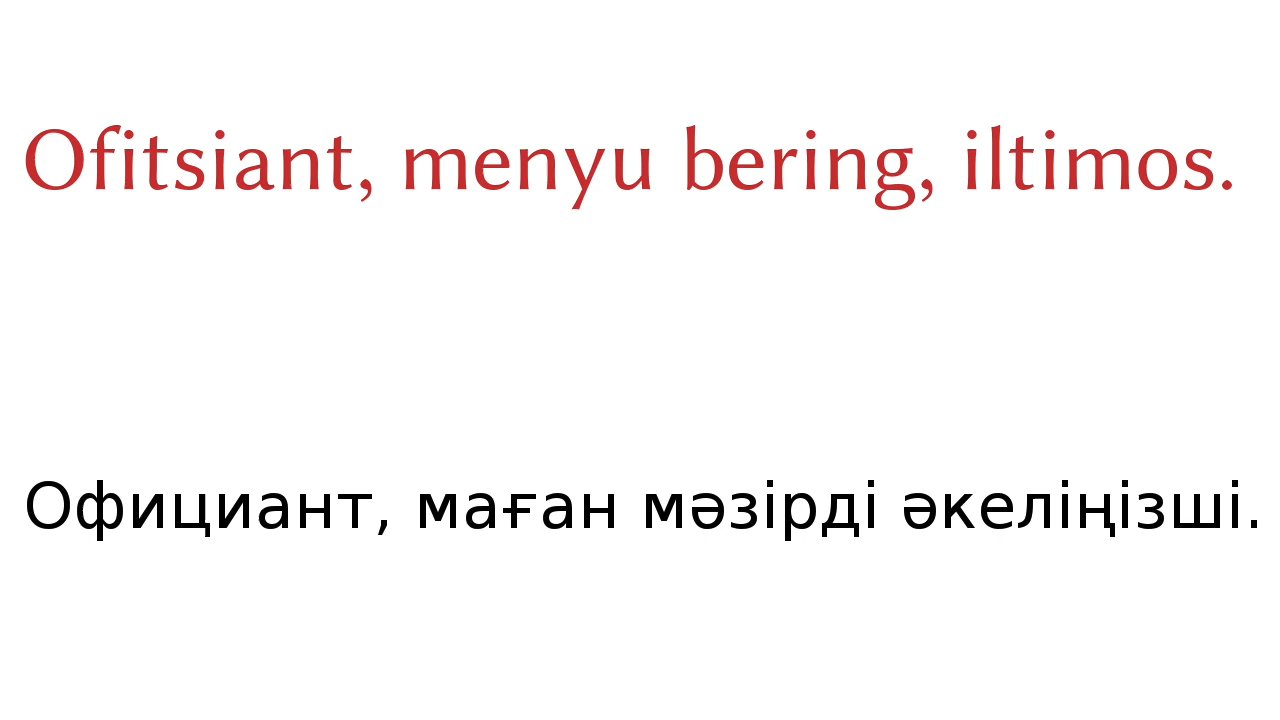 Ofitsiant, menyu bering, iltimos.
Официант, маған мәзірді әкеліңізші.